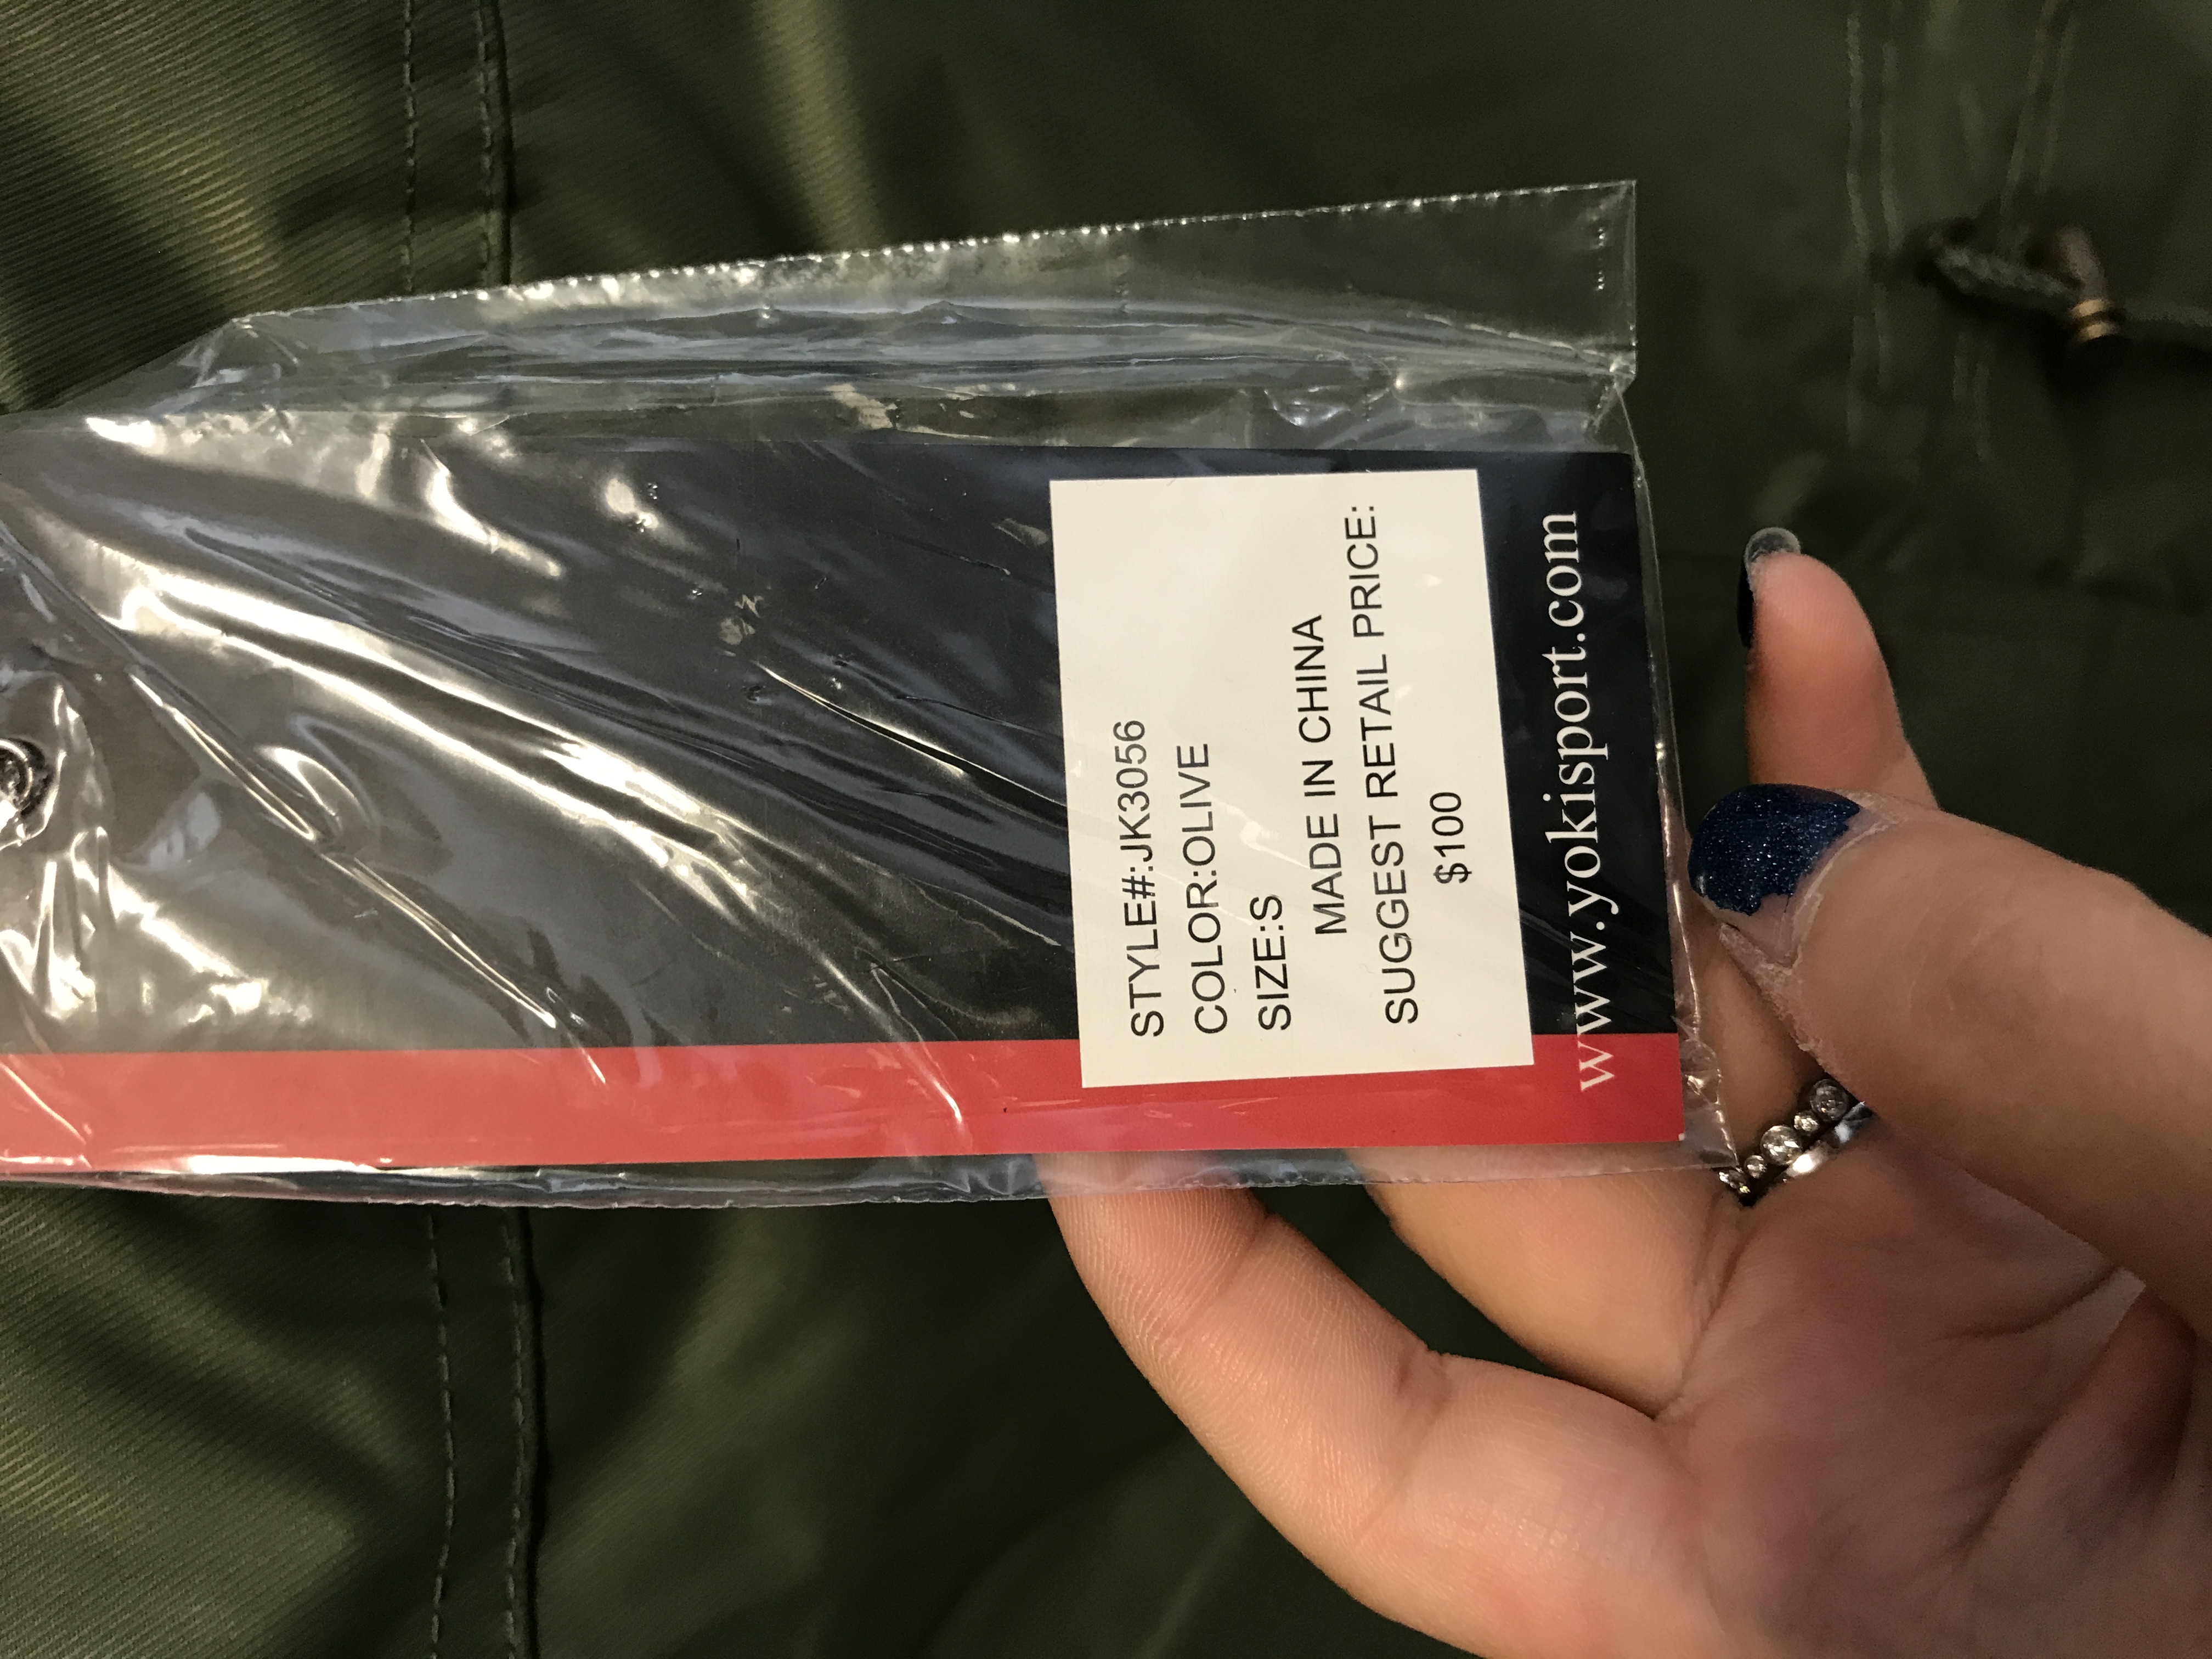 STYLE#:JK3056
COLOR:OLIVE
SIZE:S
MADE IN CHINA
SUGGEST RETAIL PRICE:
$100
www.yokisport.com